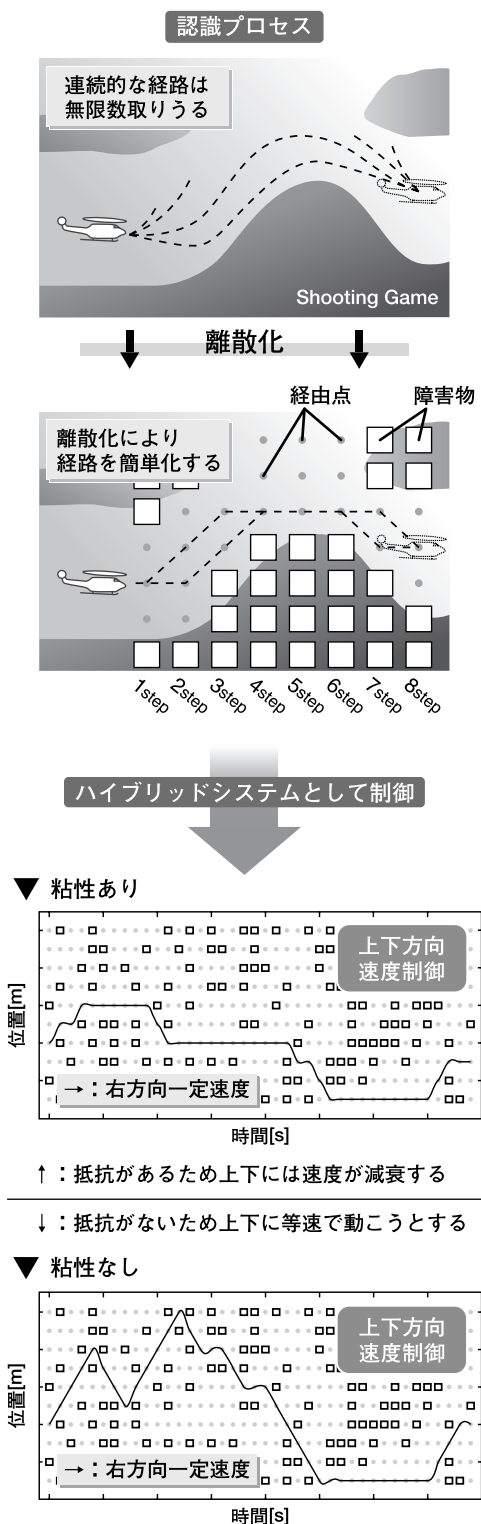 認識プロセス
連続的な経路は
無限数取りうる
Shooting Game
離散化
経由点
障害物
離散化により
経路を簡単化する
1step
2step
3step
4step
5step
6step
7step
8step
ハイブリッドシステムとして制御
▼ 粘性あり
上下方向
速度制御
位置[m]
→：右方向一定速度
時間[s]
↑：抵抗があるため上下には速度が減衰する
↓：抵抗がないため上下に等速で動こうとする
▼ 粘性なし
上下方向
速度制御
位置[m]
→：右方向一定速度
時間[s]